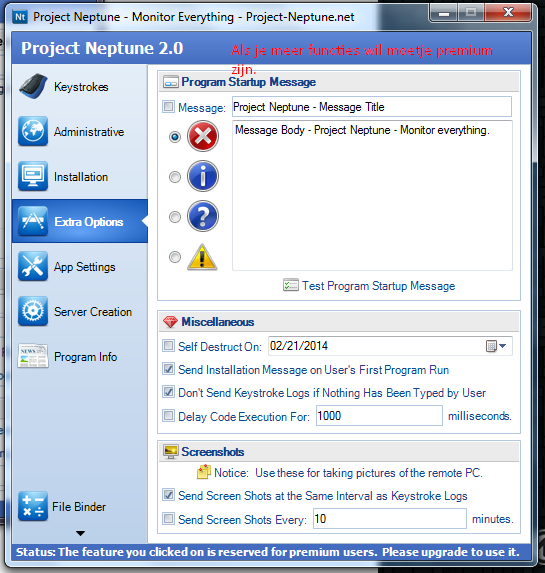 Nt Project Neptune - Monitor Everything - Project-Neptune.net
Project Neptune 2.0
Als je meer functies wil moetje premium
zijn.
Keystrokes
Administrative
Installation
Extra Options
App Settings
Server Creation
NEWS
Program Info
File Binder
Program Startup Message
Message: Project Neptune - Message Title
Message Body - Project Neptune - Monitor everything.
Test Program Startup Message
Miscellaneous
Self Destruct On: 02/21/2014
Send Installation Message on User's First Program Run
Don't Send Keystroke Logs if Nothing Has Been Typed by User
Delay Code Execution For: 1000 milliseconds.
Screenshots
Notice: Use these for taking pictures of the remote PC.
Send Screen Shots at the Same Interval as Keystroke Logs
Send Screen Shots Every: 10 minutes.
Status: The feature you clicked on is reserved for premium users. Please upgrade to use it.